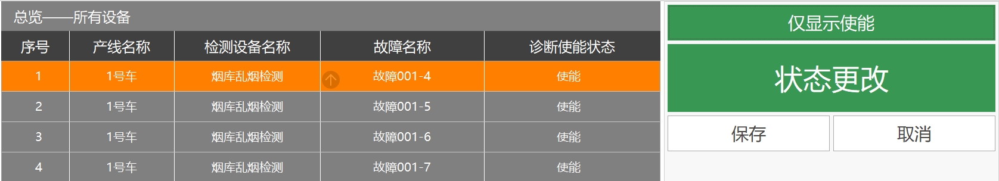 总览——所有设备
序号 产线名称 检测设备名称 故障名称 诊断使能状态
1 1号车 烟库乱烟检测 故障001-4 使能
2 1号车 烟库乱烟检测 故障001-5 使能
3 1号车 烟库乱烟检测 故障001-6 使能
4 1号车 烟库乱烟检测 故障001-7 使能
仅显示使能
状态更改
保存 取消